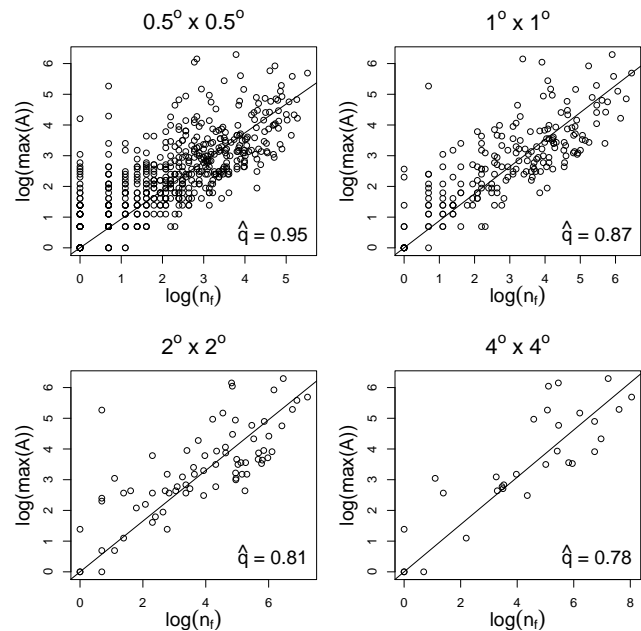 0.5° x 0.5°
log(max(A))
6
5
4
3
2
1
0
q̂ = 0.95
0 1 2 3 4 5
log(n_f)
1° x 1°
log(max(A))
6
5
4
3
2
1
0
q̂ = 0.87
0 1 2 3 4 5 6
log(n_f)
2° x 2°
log(max(A))
6
5
4
3
2
1
0
q̂ = 0.81
0 2 4 6
log(n_f)
4° x 4°
log(max(A))
6
5
4
3
2
1
0
q̂ = 0.78
0 2 4 6 8
log(n_f)